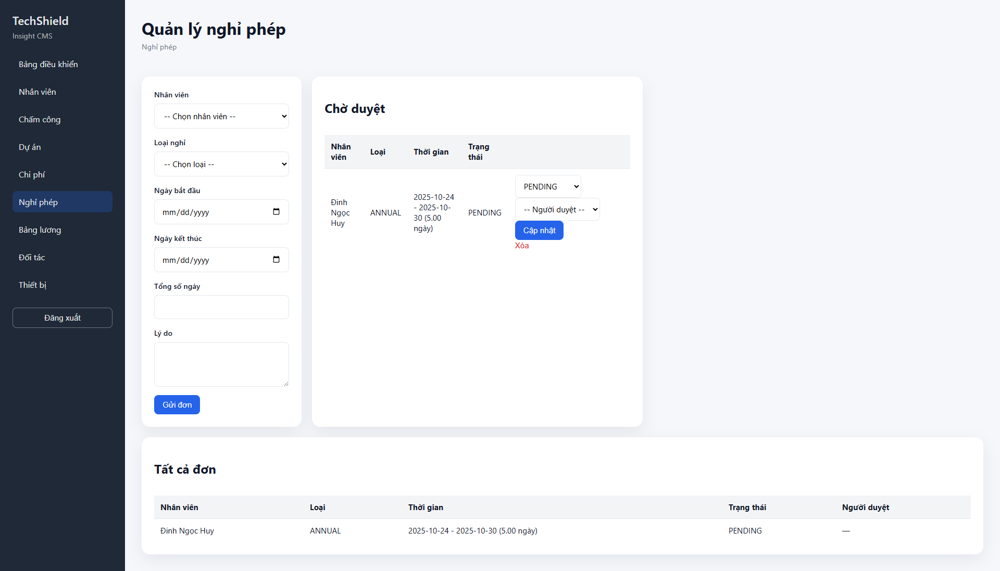 TechShield
Insight CMS
Bảng điều khiển
Nhân viên
Chấm công
Dự án
Chi phí
Nghỉ phép
Bảng lương
Đối tác
Thiết bị
Đăng xuất
Quản lý nghỉ phép
Nghỉ phép
Nhân viên
-- Chọn nhân viên --
Loại nghỉ
-- Chọn loại --
Ngày bắt đầu
mm/dd/yyyy
Ngày kết thúc
mm/dd/yyyy
Tổng số ngày
Lý do
Gửi đơn
Chờ duyệt
Nhân viên Loại Thời gian Trạng thái
Đinh Ngọc Huy ANNUAL 2025-10-24 - 2025-10-30 (5.00 ngày) PENDING
PENDING
-- Người duyệt --
Cập nhật
Xóa
Tất cả đơn
Nhân viên Loại Thời gian Trạng thái Người duyệt
Đinh Ngọc Huy ANNUAL 2025-10-24 - 2025-10-30 (5.00 ngày) PENDING —